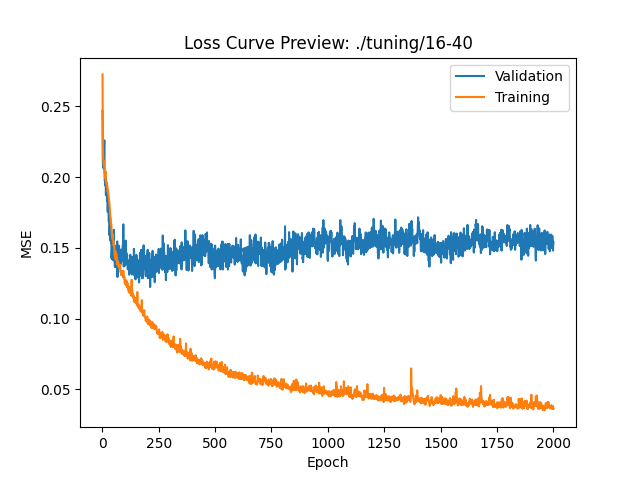 Loss Curve Preview: ./tuning/16-40
Validation
Training
MSE
0.25
0.20
0.15
0.10
0.05
0 250 500 750 1000 1250 1500 1750 2000
Epoch